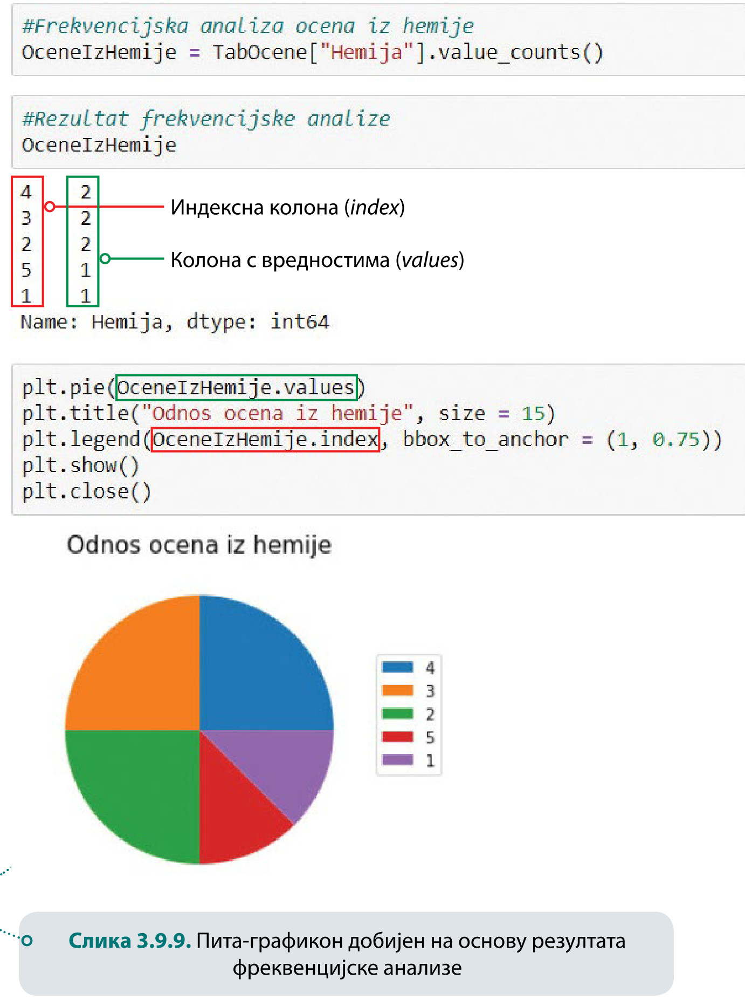 #Frekvencijska analiza ocena iz hemije
OceneIzHemije = TabOcene["Hemija"].value_counts()
#Rezultat frekvencijske analize
OceneIzHemije
4 2
Индексна колона (index)
3 2
2 2
Колона с вредностима (values)
5 1
1 1
Name: Hemija, dtype: int64
plt.pie(OceneIzHemije.values)
plt.title("Odnos ocena iz hemije", size = 15)
plt.legend(OceneIzHemije.index, bbox_to_anchor = (1, 0.75))
plt.show()
plt.close()
Odnos ocena iz hemije
4
3
2
5
1
Слика 3.9.9. Пита-графикон добијен на основу резултата
фреквенцијске анализе